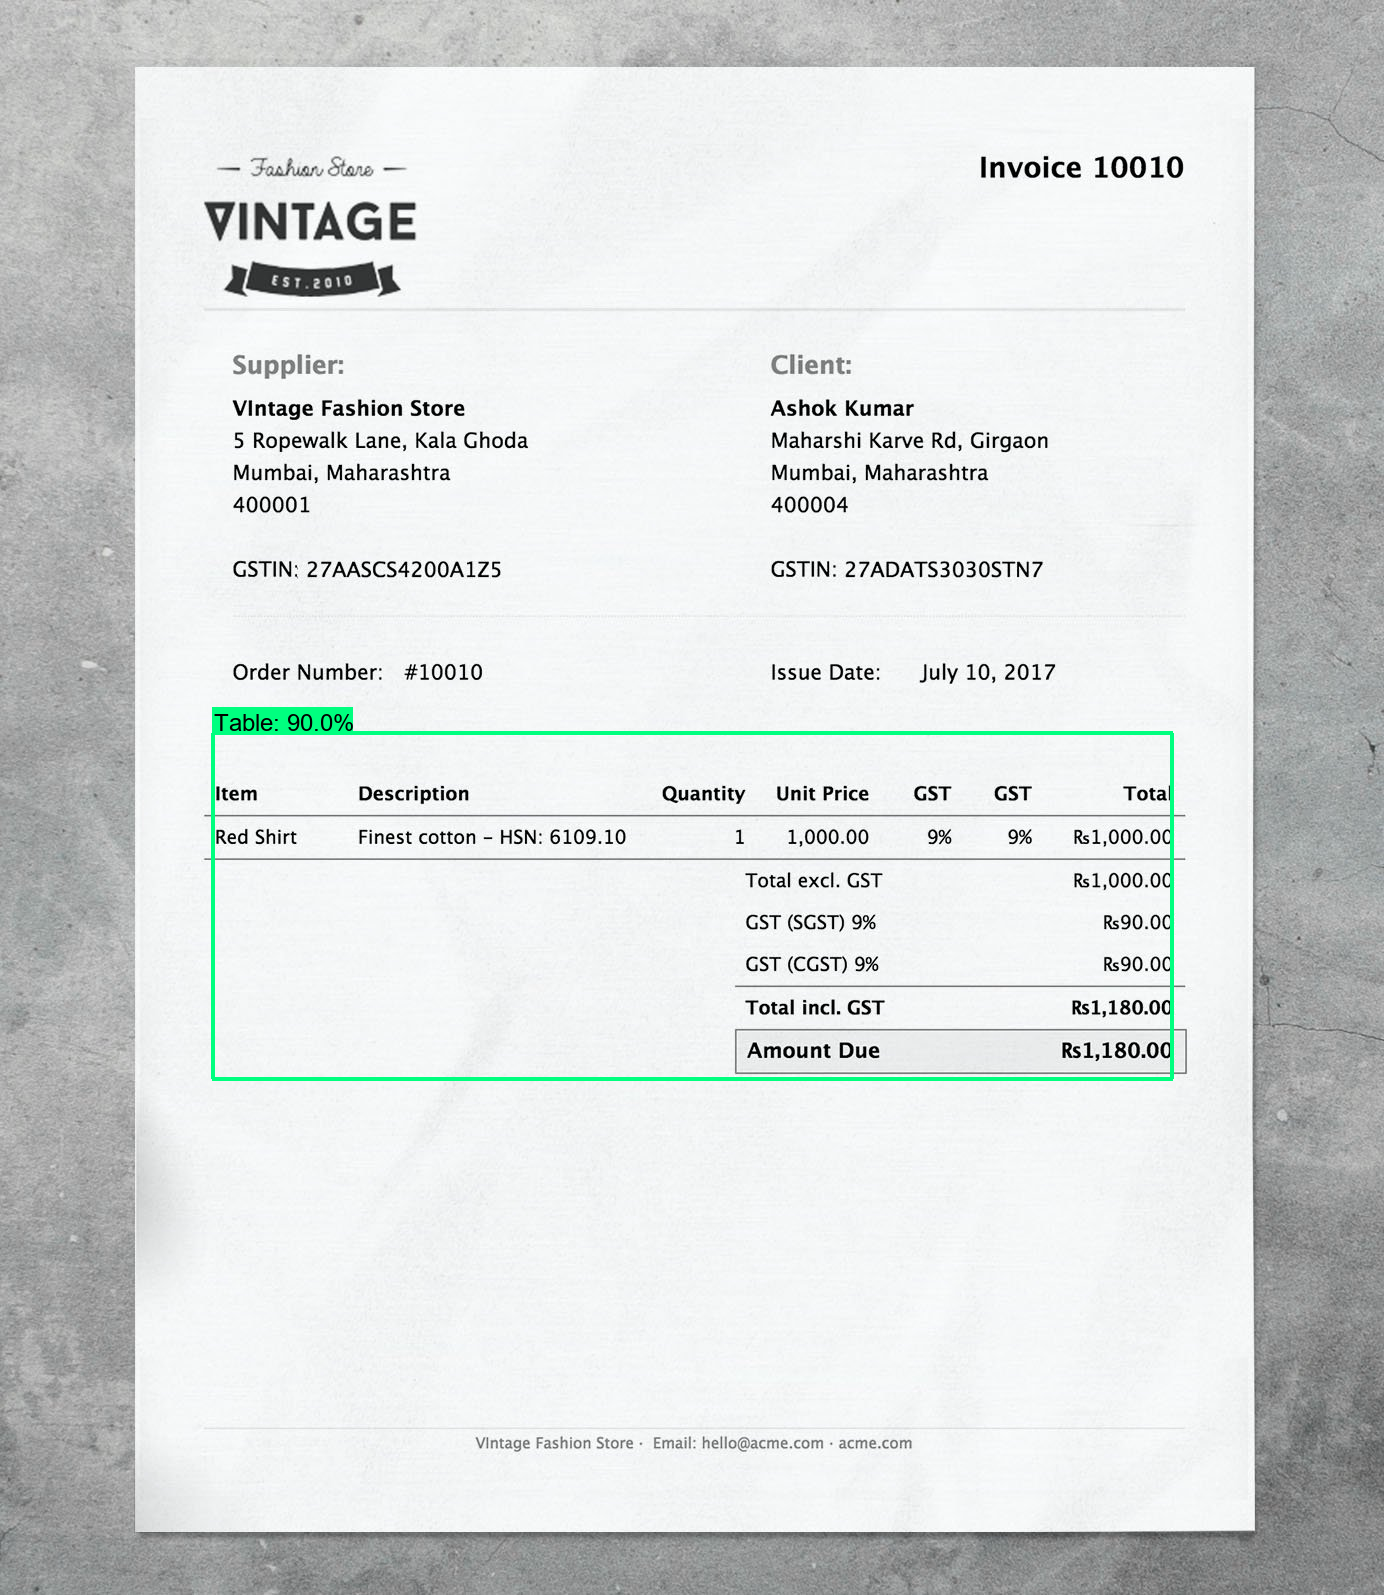 Fashion Store
VINTAGE
EST.2010
Invoice 10010
Supplier:
VIntage Fashion Store
5 Ropewalk Lane, Kala Ghoda
Mumbai, Maharashtra
400001
GSTIN: 27AASCS4200A1Z5
Client:
Ashok Kumar
Maharshi Karve Rd, Girgaon
Mumbai, Maharashtra
400004
GSTIN: 27ADATS3030STN7
Order Number: #10010
Issue Date: July 10, 2017
Table: 90.0%
Item Description Quantity Unit Price GST GST Total
Red Shirt Finest cotton – HSN: 6109.10 1 1,000.00 9% 9% ₨1,000.00
Total excl. GST ₨1,000.00
GST (SGST) 9% ₨90.00
GST (CGST) 9% ₨90.00
Total incl. GST ₨1,180.00
Amount Due ₨1,180.00
VIntage Fashion Store · Email: hello@acme.com · acme.com